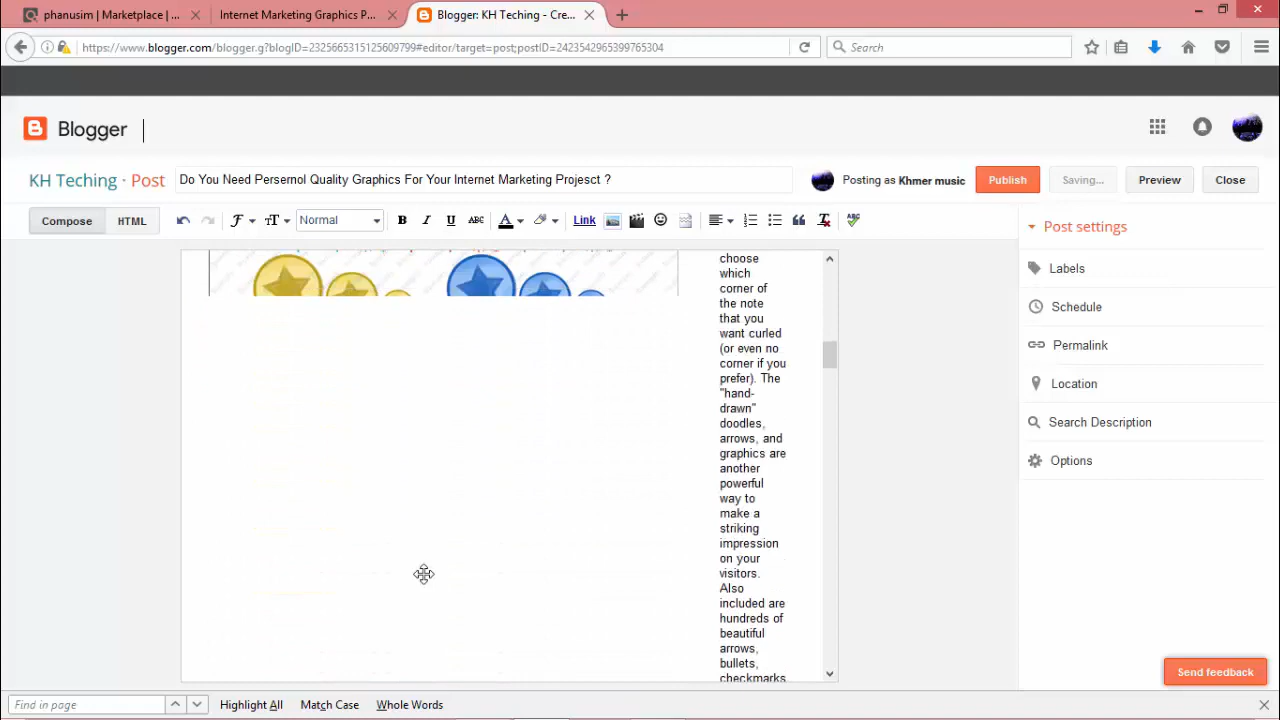 phanusim | Marketplace | ...
Internet Marketing Graphics P...
Blogger: KH Teching - Cre...
https://www.blogger.com/blogger.g?blogID=2325665315125609799#editor/target=post;postID=2423542965399765304
Search
Blogger
KH Teching · Post
Do You Need Persamol Quality Graphics For Your Internet Marketing Projesct ?
Posting as Khmer music
Publish
Saving...
Preview
Close
Compose
HTML
Normal
B I U ABC
A
Link
ABC
Post settings
Labels
Schedule
Permalink
Location
Search Description
Options
choose
which
corner of
the note
that you
want curled
(or even no
corner if you
prefer). The
"hand-
drawn"
doodles,
arrows, and
graphics are
another
powerful
way to
make a
striking
impression
on your
visitors.
Also
included are
hundreds of
beautiful
arrows,
bullets,
checkmarks
Send feedback
Find in page
Highlight All
Match Case
Whole Words